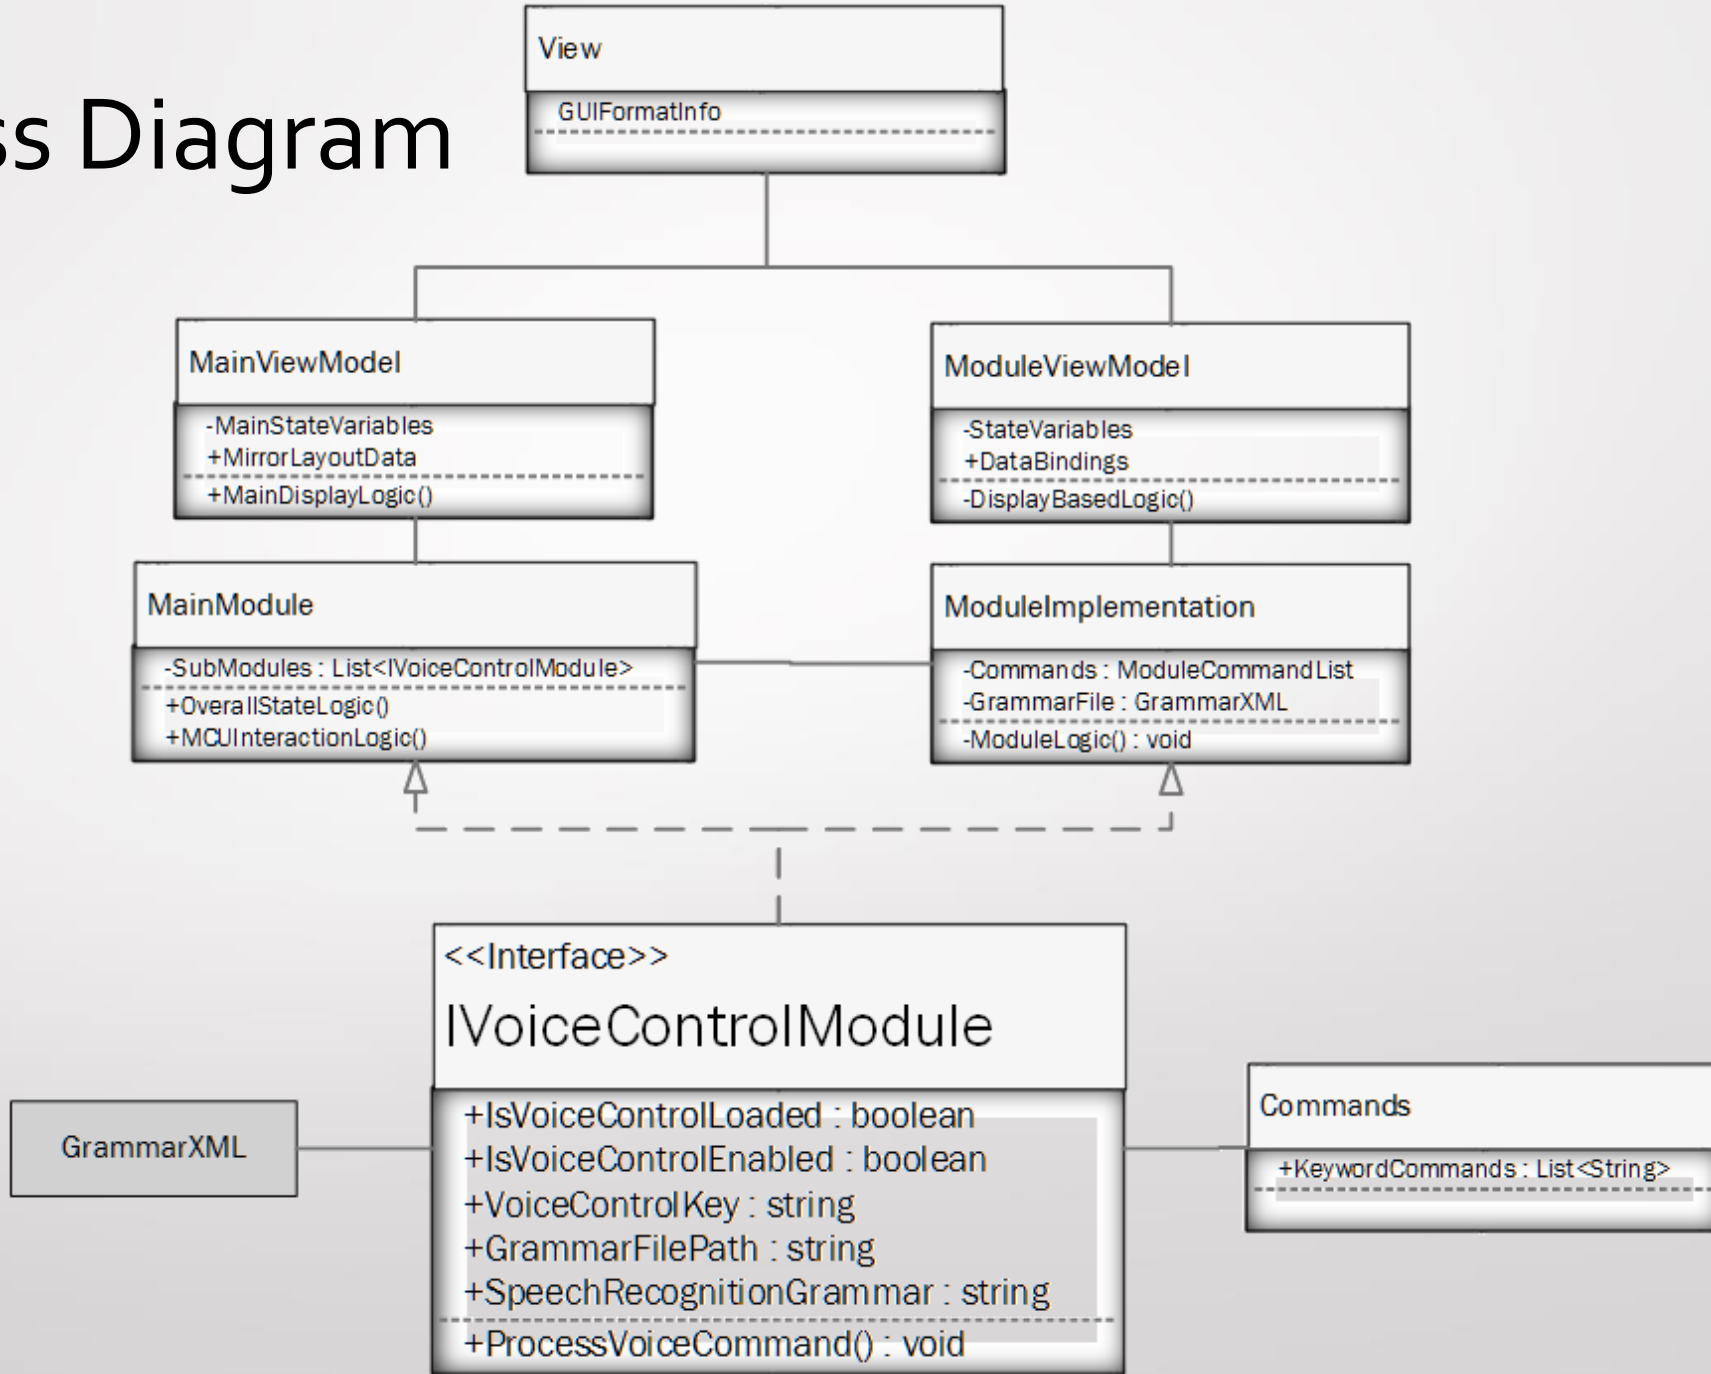 ss Diagram
View
GUIFormatInfo
MainViewModel
-MainStateVariables
+MirrorLayoutData
+MainDisplayLogic()
ModuleViewModel
-StateVariables
+DataBindings
-DisplayBasedLogic()
MainModule
-SubModules : List<IVoiceControlModule>
+OverallStateLogic()
+MCUInteractionLogic()
ModuleImplementation
-Commands : ModuleCommandList
-GrammarFile : GrammarXML
-ModuleLogic() : void
<<Interface>>
IVoiceControlModule
+IsVoiceControlLoaded : boolean
+IsVoiceControlEnabled : boolean
+VoiceControlKey : string
+GrammarFilePath : string
+SpeechRecognitionGrammar : string
+ProcessVoiceCommand() : void
GrammarXML
Commands
+KeywordCommands : List<String>